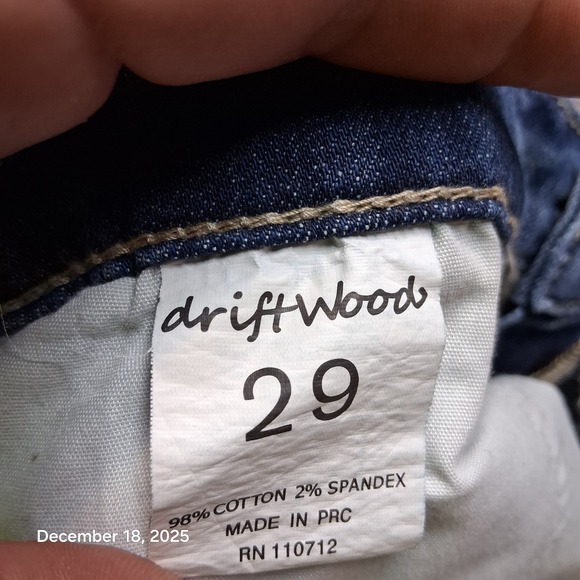 driftWood
29
98% COTTON 2% SPANDEX
MADE IN PRC
RN 110712
December 18, 2025